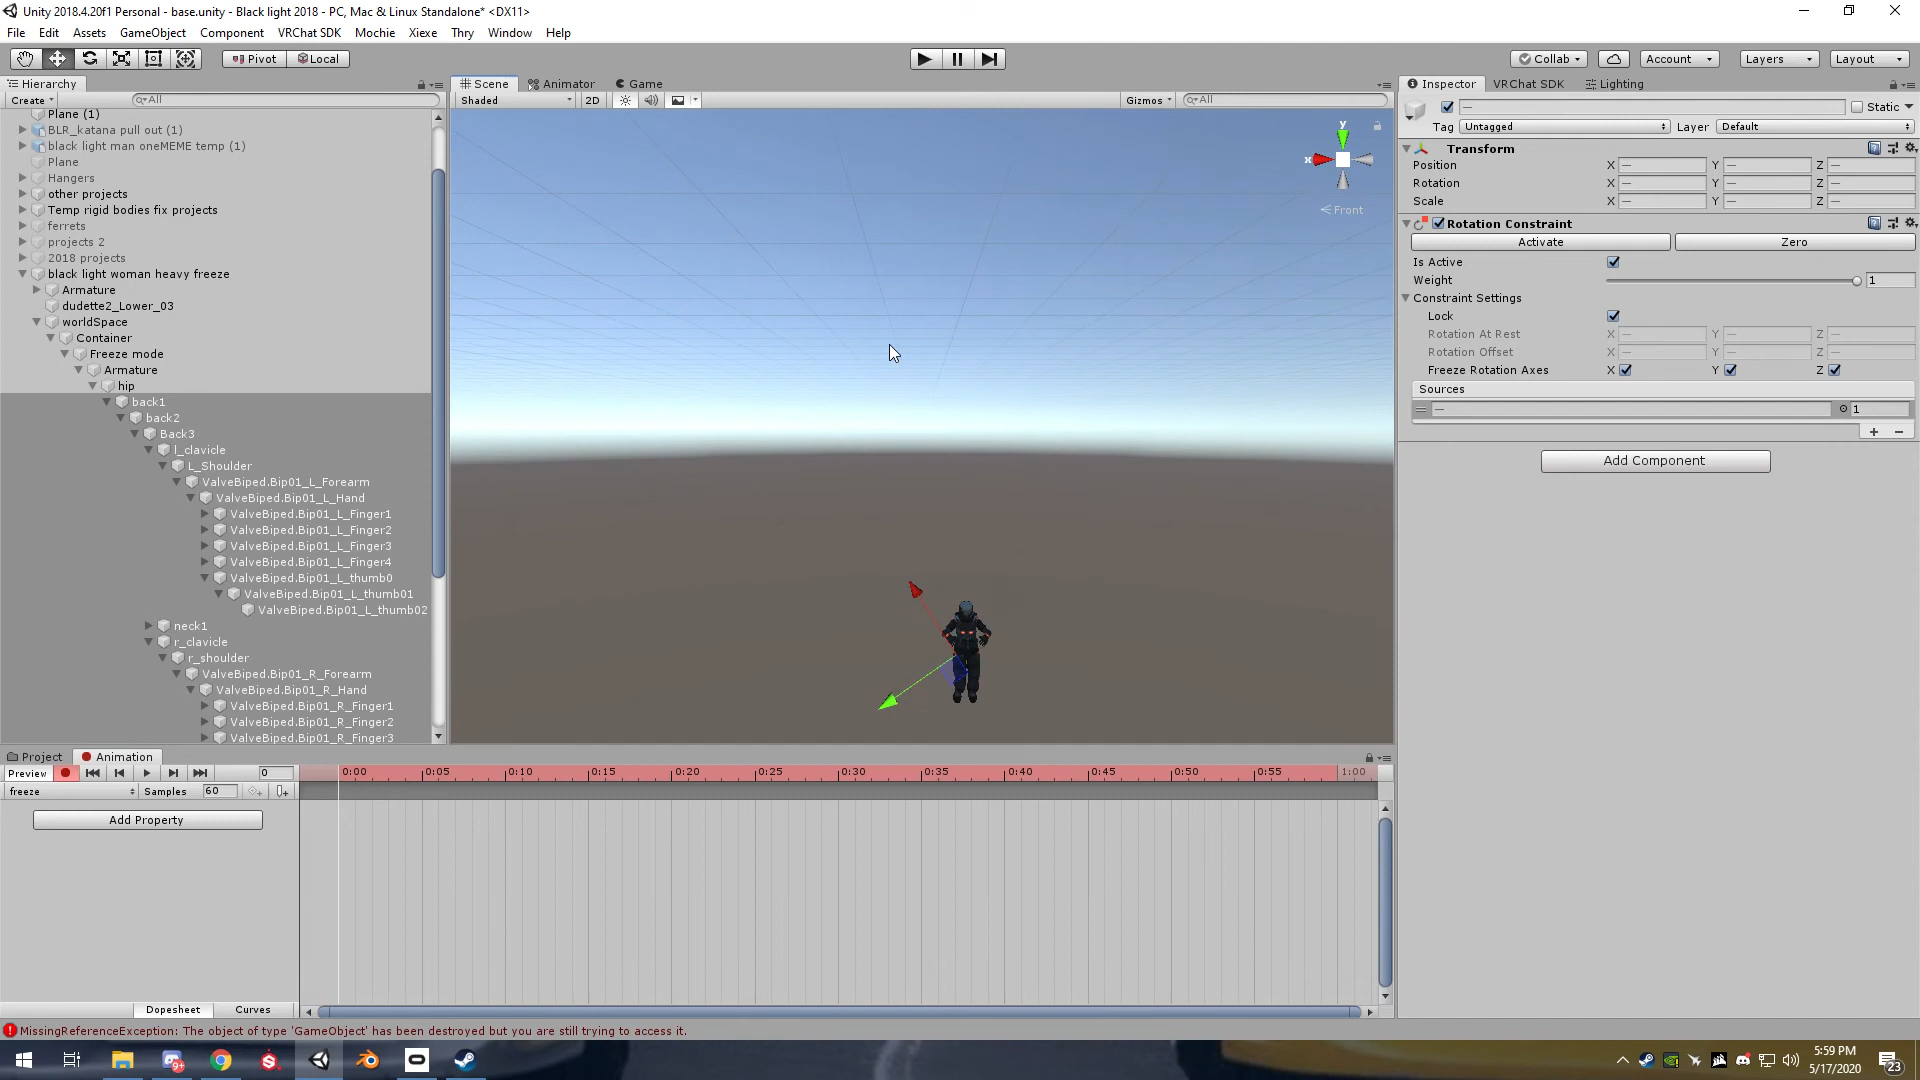 Unity 2018.4.20f1 Personal - base.unity - Black light 2018 - PC, Mac & Linux Standalone* <DX11>
File Edit Assets GameObject Component VRChat SDK Mochie Xiexe Thry Window Help
Pivot Local Collab Account Layers Layout
Hierarchy
Create All
Plane (1)
BLR_katana pull out (1)
black light man oneMEME temp (1)
Plane
Hangers
other projects
Temp rigid bodies fix projects
ferrets
projects 2
2018 projects
black light woman heavy freeze
Armature
dudette2_Lower_03
worldSpace
Container
Freeze mode
Armature
hip
back1
back2
Back3
l_clavicle
L_Shoulder
ValveBiped.Bip01_L_Forearm
ValveBiped.Bip01_L_Hand
ValveBiped.Bip01_L_Finger1
ValveBiped.Bip01_L_Finger2
ValveBiped.Bip01_L_Finger3
ValveBiped.Bip01_L_Finger4
ValveBiped.Bip01_L_thumb0
ValveBiped.Bip01_L_thumb01
ValveBiped.Bip01_L_thumb02
neck1
r_clavicle
r_shoulder
ValveBiped.Bip01_R_Forearm
ValveBiped.Bip01_R_Hand
ValveBiped.Bip01_R_Finger1
ValveBiped.Bip01_R_Finger2
ValveBiped.Bip01_R_Finger3
Scene Animator Game
Shaded 2D Gizmos All
y
x
Front
Inspector VRChat SDK Lighting
— Static
Tag Untagged Layer Default
Transform
Position X — Y — Z —
Rotation X — Y — Z —
Scale X — Y — Z —
Rotation Constraint
Activate Zero
Is Active
Weight 1
Constraint Settings
Lock
Rotation At Rest X — Y — Z —
Rotation Offset X — Y — Z —
Freeze Rotation Axes X Y Z
Sources
— 1
+ −
Add Component
Project Animation
Preview 0 0:00 0:05 0:10 0:15 0:20 0:25 0:30 0:35 0:40 0:45 0:50 0:55 1:00
freeze Samples 60
Add Property
Dopesheet Curves
MissingReferenceException: The object of type 'GameObject' has been destroyed but you are still trying to access it.
9+
5:59 PM
5/17/2020
23